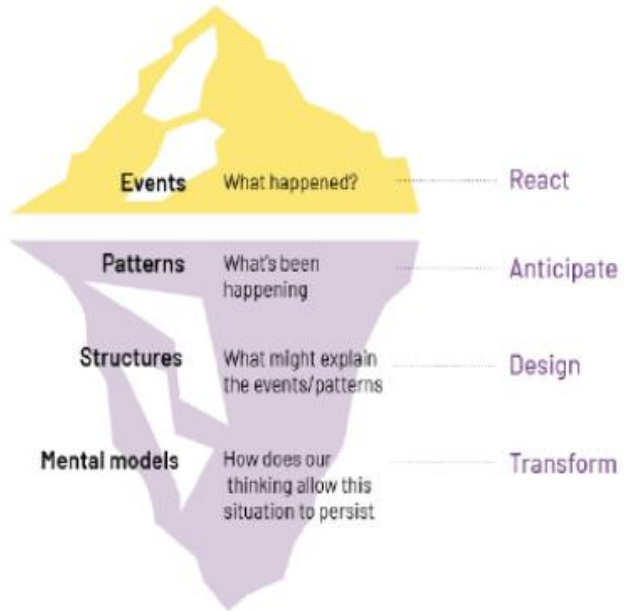 Events What happened? React
Patterns What's been Anticipate
happening
Structures What might explain Design
the events/patterns
Mental models How does our Transform
thinking allow this
situation to persist